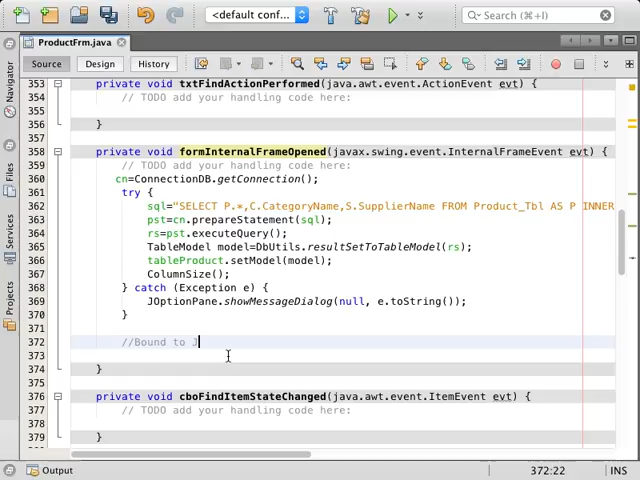 <default conf...
Search (⌘+I)
ProductFrm.java
Source Design History
Navigator
Files
Services
Projects
353 private void txtFindActionPerformed(java.awt.event.ActionEvent evt) {
354 // TODO add your handling code here:
355
356 }
357
358 private void formInternalFrameOpened(javax.swing.event.InternalFrameEvent evt) {
359 // TODO add your handling code here:
360 cn=ConnectionDB.getConnection();
361 try {
362 sql="SELECT P.*,C.CategoryName,S.SupplierName FROM Product_Tbl AS P INNER
363 pst=cn.prepareStatement(sql);
364 rs=pst.executeQuery();
365 TableModel model=DbUtils.resultSetToTableModel(rs);
366 tableProduct.setModel(model);
367 ColumnSize();
368 } catch (Exception e) {
369 JOptionPane.showMessageDialog(null, e.toString());
370 }
371
372 //Bound to J
373
374 }
375
376 private void cboFindItemStateChanged(java.awt.event.ItemEvent evt) {
377 // TODO add your handling code here:
378
379 }
Output 372:22 INS